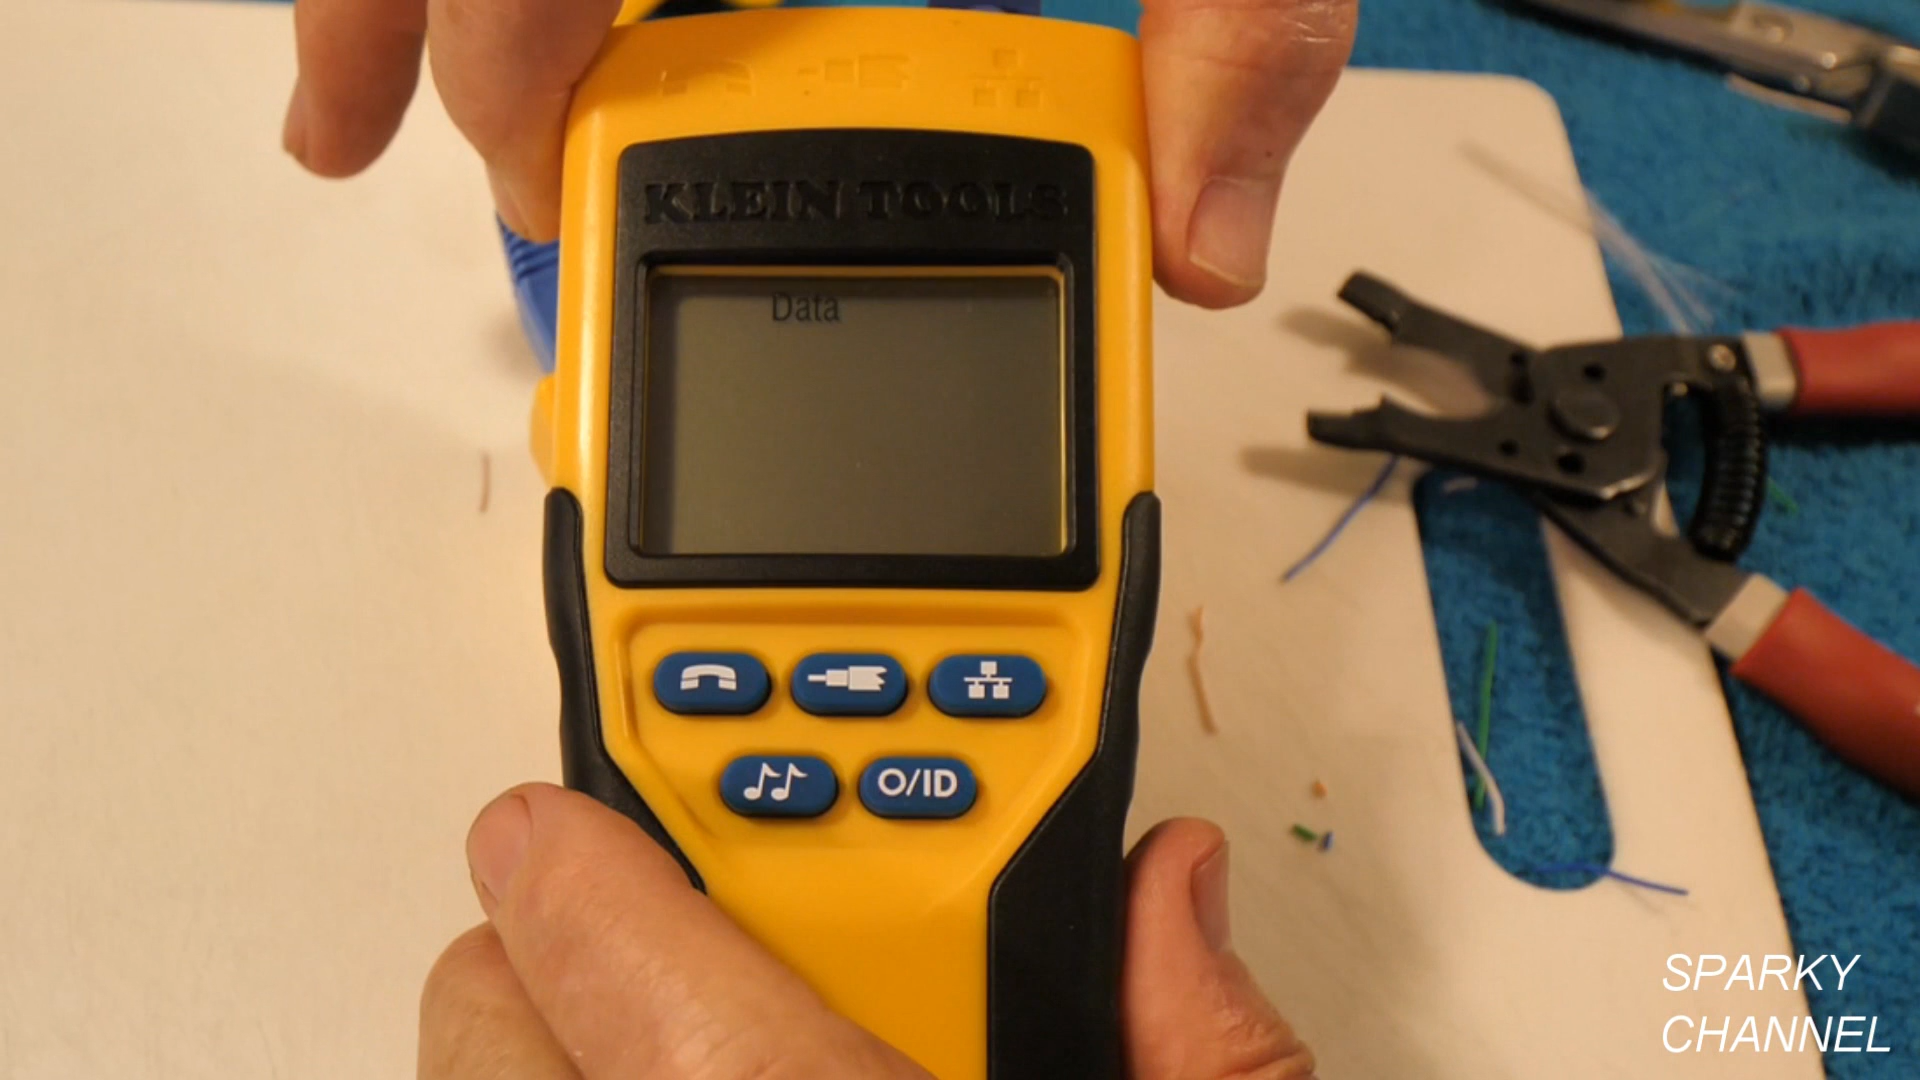 KLEIN TOOLS
Data
O/ID
SPARKY
CHANNEL